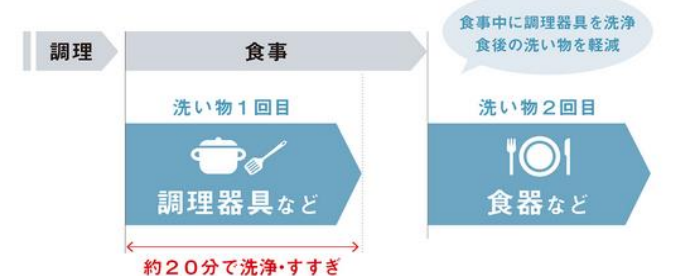 食事中に調理器具を洗浄
食後の洗い物を軽減
調理
食事
洗い物1回目
洗い物2回目
調理器具など
食器など
約20分で洗浄・すすぎ